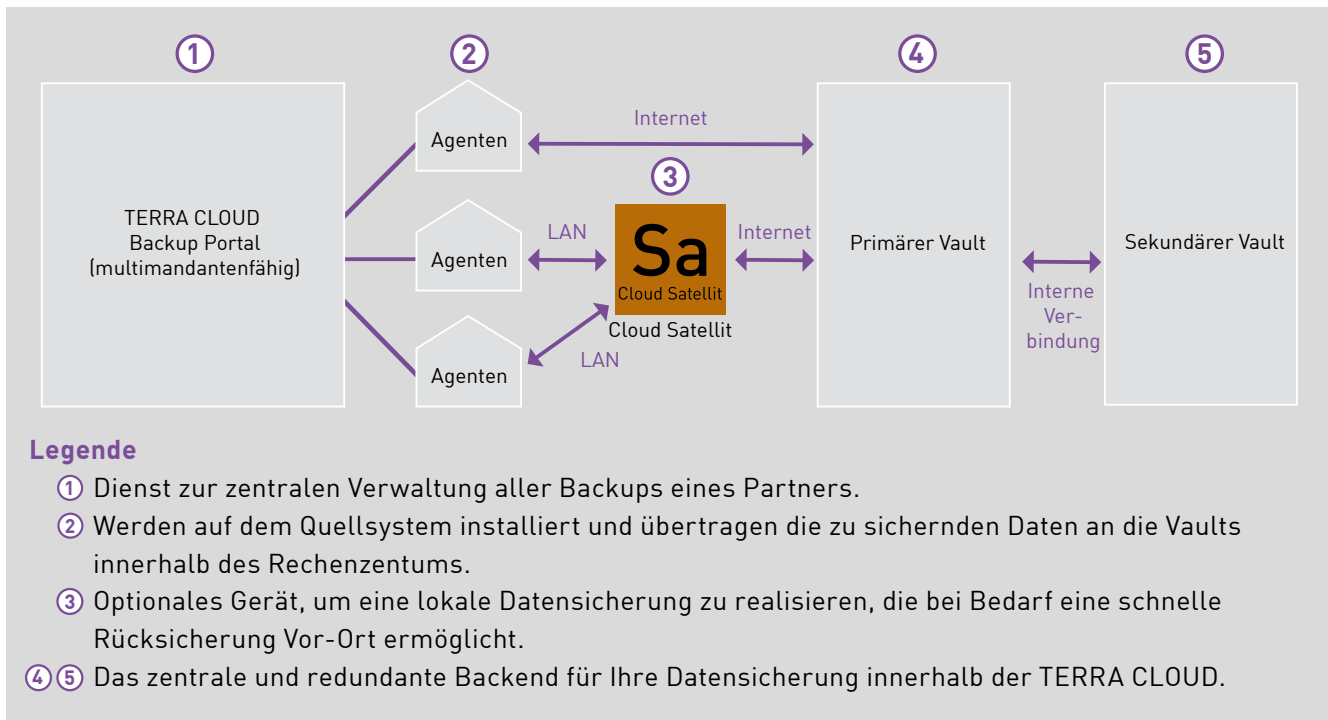 1
2
4
5
Internet
Agenten
3
TERRA CLOUD
Backup Portal
(multimandantenfähig)
Agenten
LAN
Sa
Cloud Satellit
Cloud Satellit
Internet
Primärer Vault
Sekundärer Vault
Interne
Ver-
bindung
LAN
Agenten
Legende
1 Dienst zur zentralen Verwaltung aller Backups eines Partners.
2 Werden auf dem Quellsystem installiert und übertragen die zu sichernden Daten an die Vaults
innerhalb des Rechenzentums.
3 Optionales Gerät, um eine lokale Datensicherung zu realisieren, die bei Bedarf eine schnelle
Rücksicherung Vor-Ort ermöglicht.
4 5 Das zentrale und redundante Backend für Ihre Datensicherung innerhalb der TERRA CLOUD.